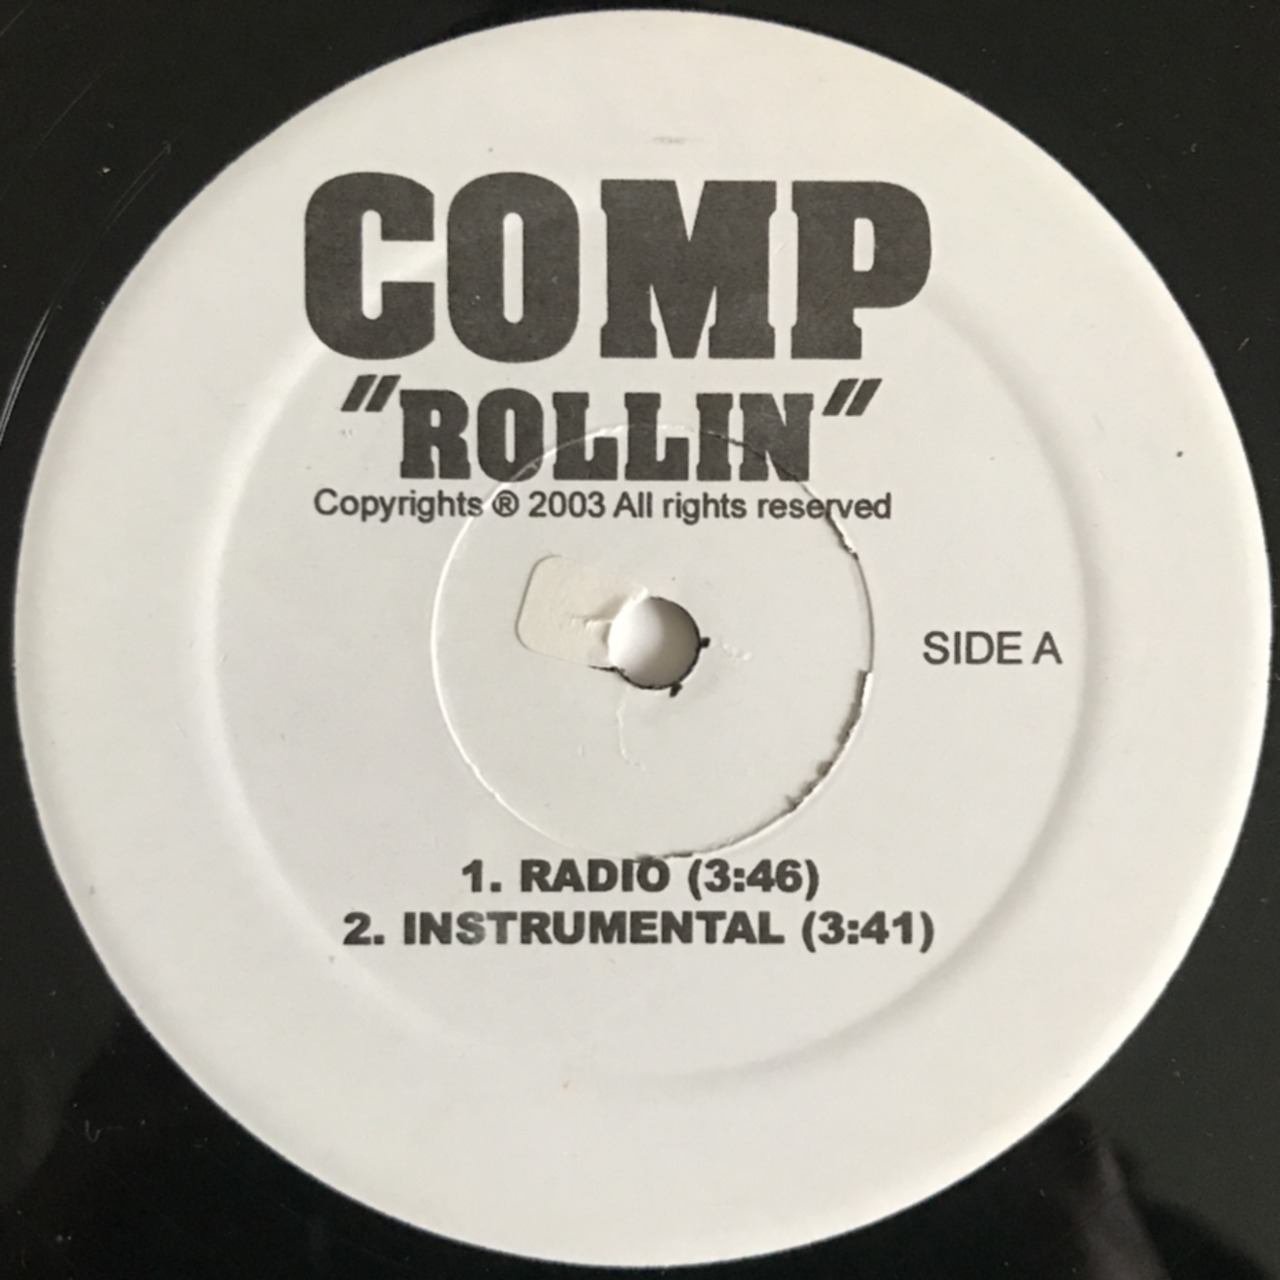 COMP
"ROLLIN"
Copyrights ® 2003 All rights reserved
SIDE A
1. RADIO (3:46)
2. INSTRUMENTAL (3:41)